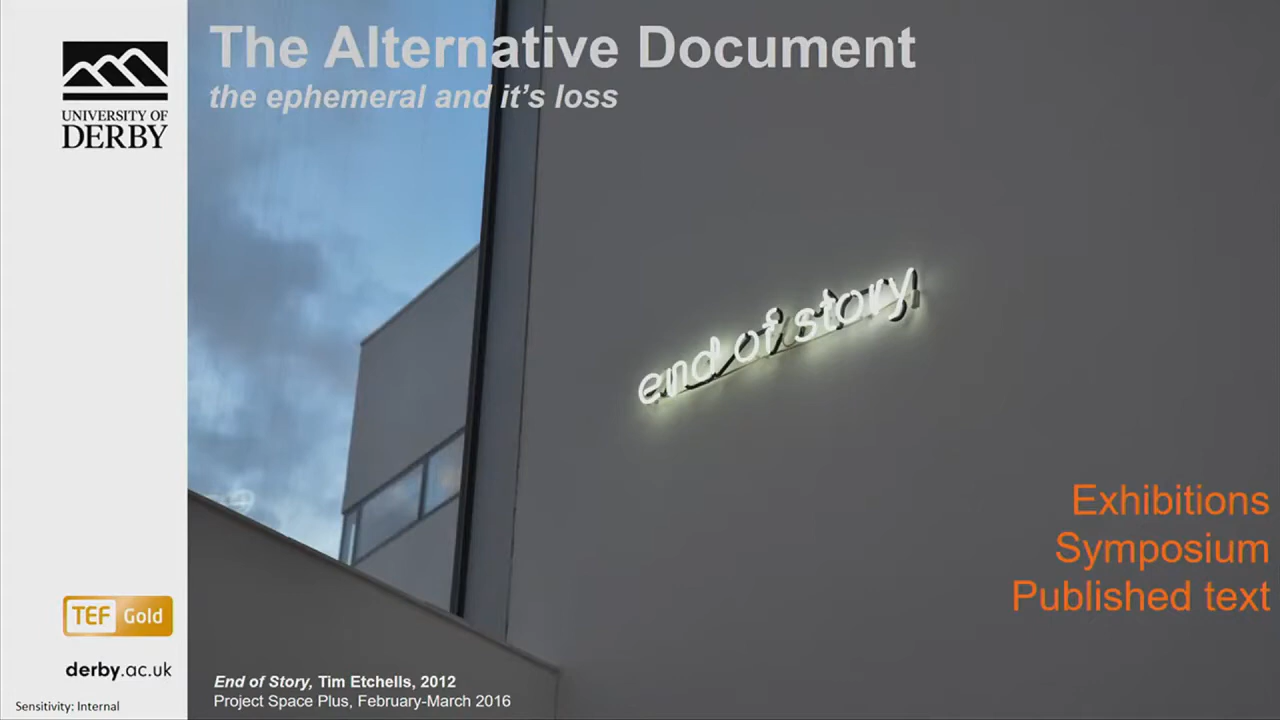 The Alternative Document
the ephemeral and it's loss
UNIVERSITY OF
DERBY
end of story.
Exhibitions
Symposium
Published text
TEF Gold
derby.ac.uk
End of Story, Tim Etchells, 2012
Project Space Plus, February-March 2016
Sensitivity: Internal